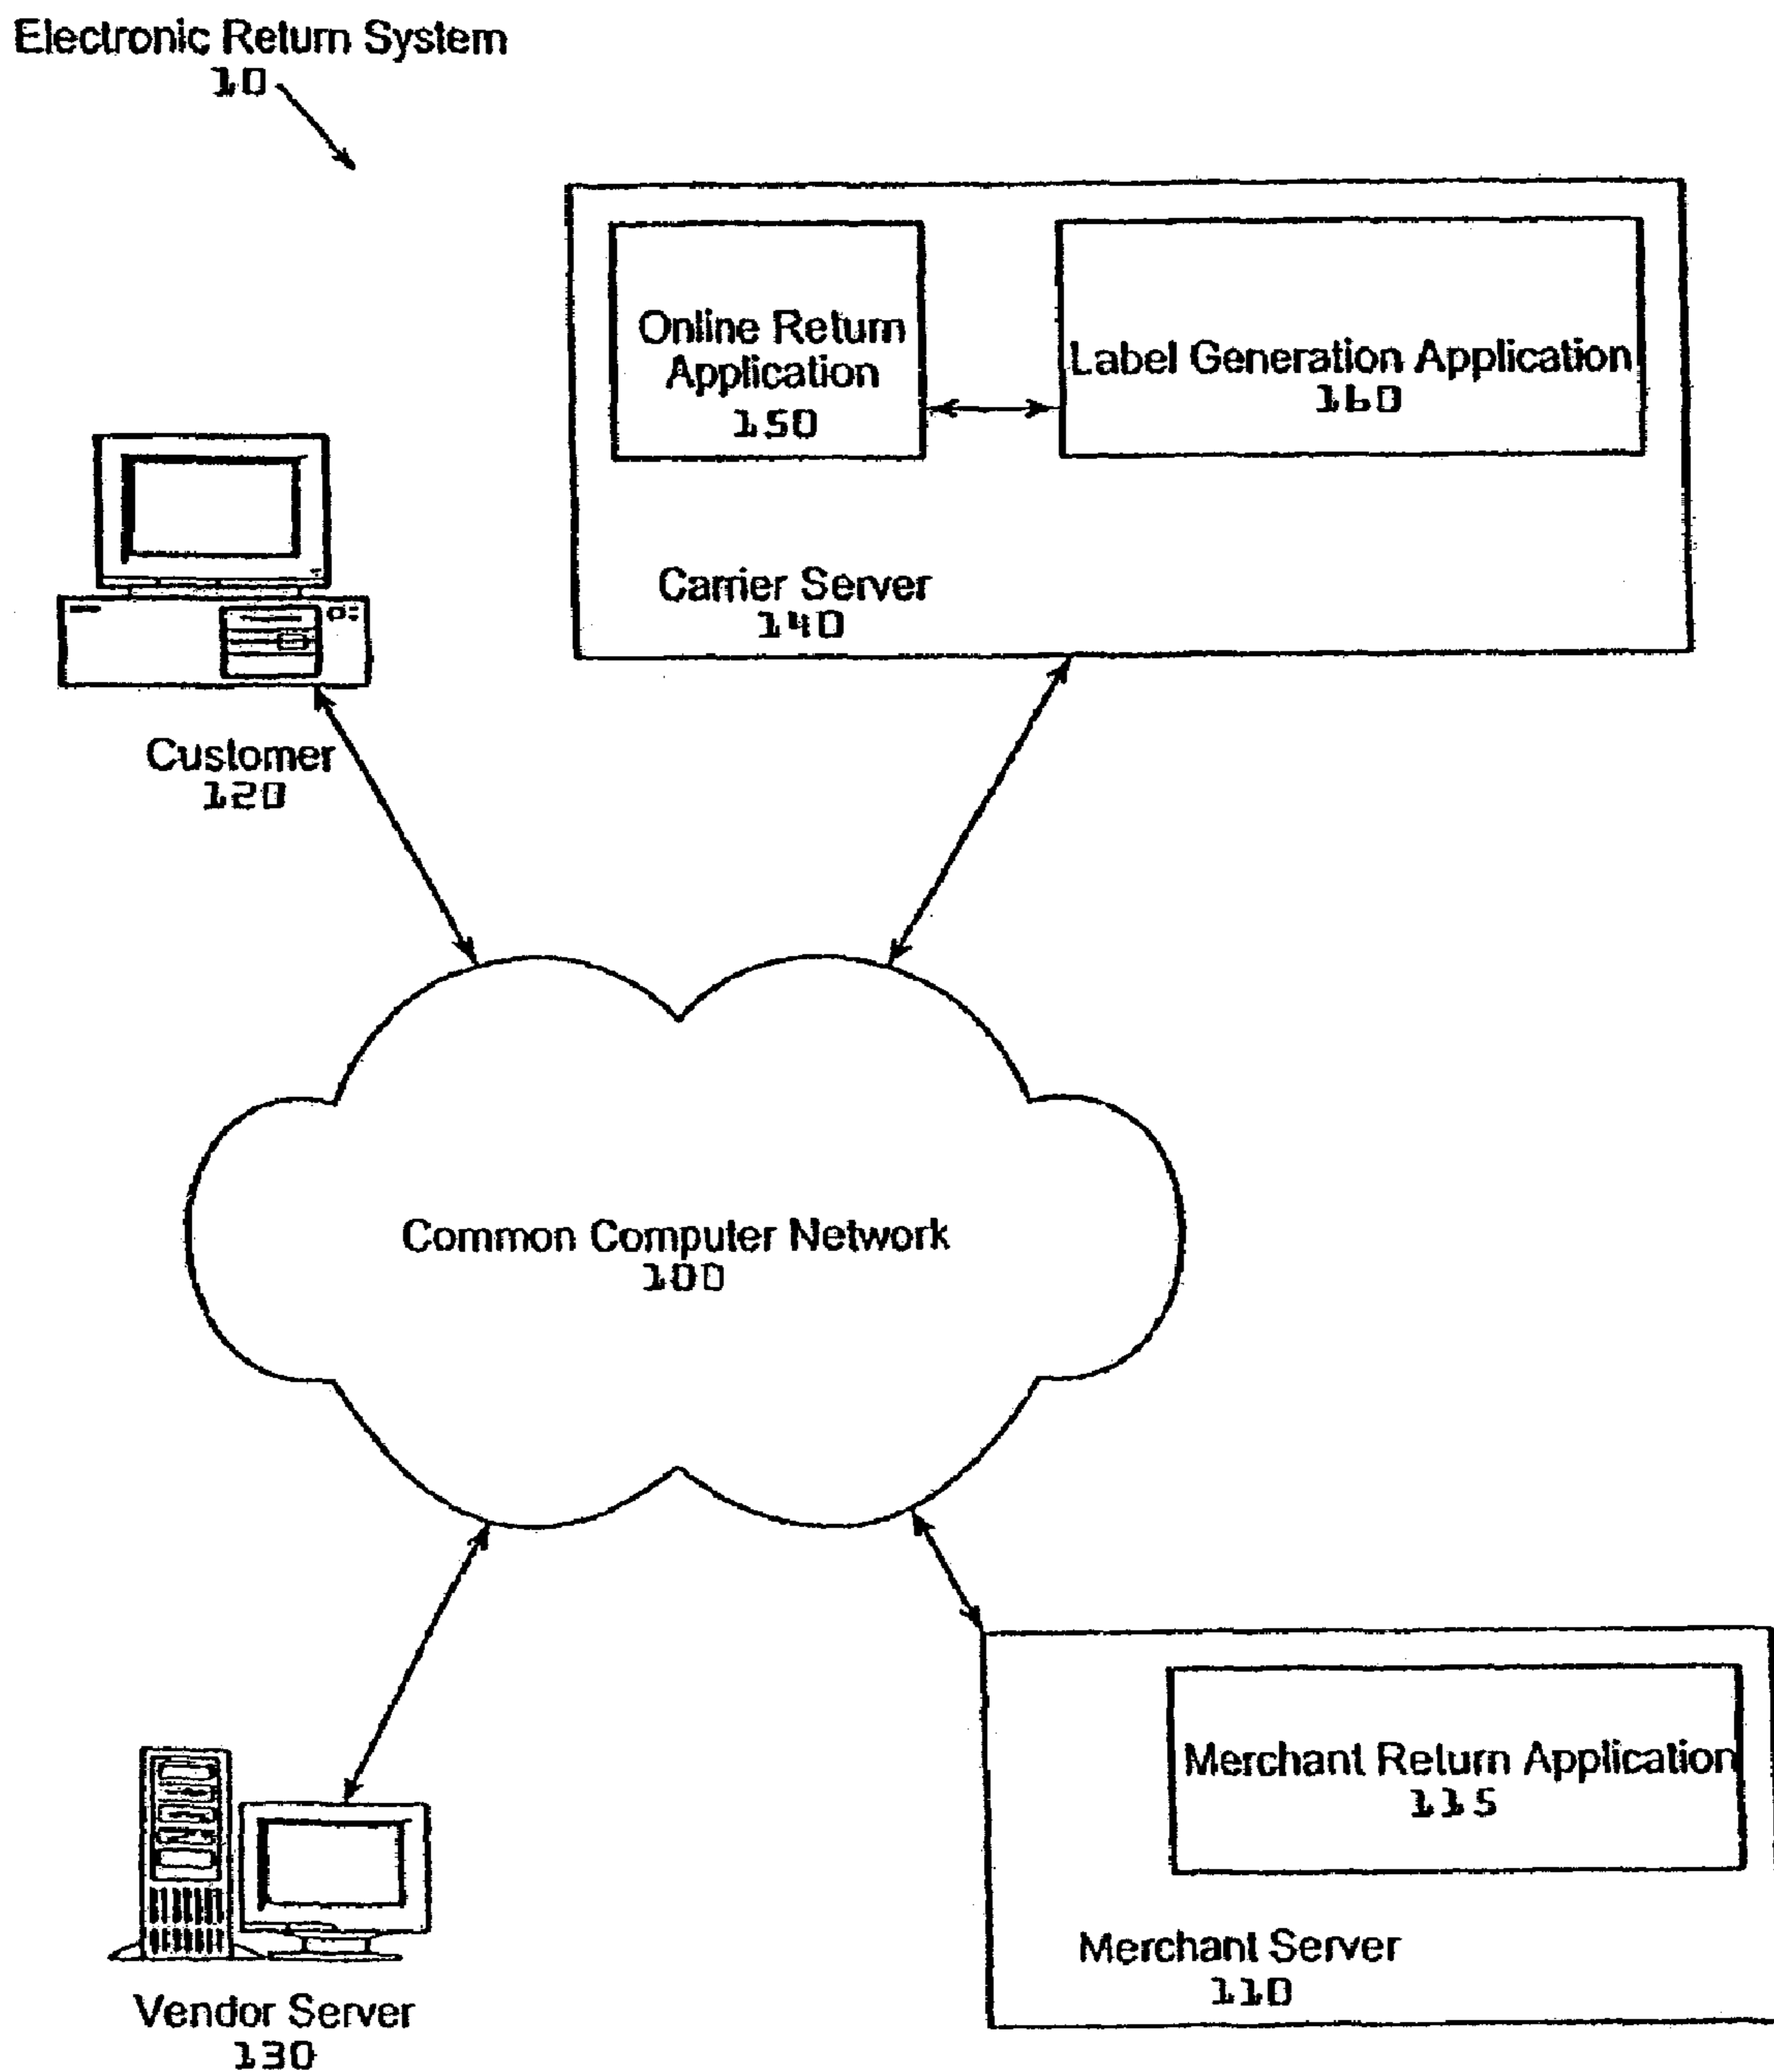 Electronic Return System
10
Online Return
Application
150
Label Generation Application
160
Carrier Server
140
Customer
120
Common Computer Network
100
Merchant Return Application
115
Merchant Server
110
Vendor Server
130